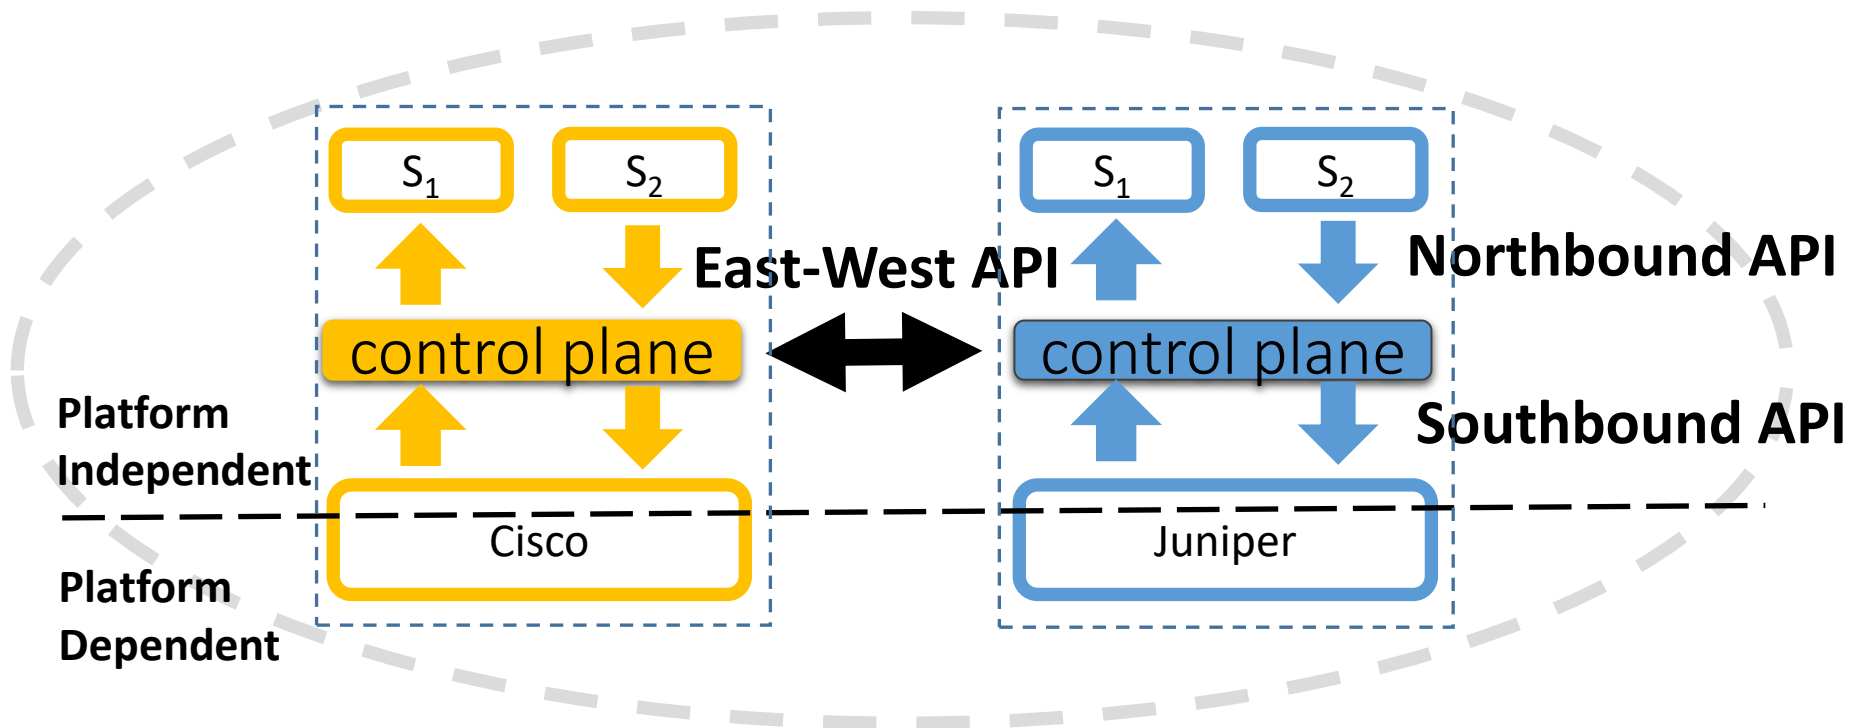 S₁
S₂
S₁
S₂
East-West API
Northbound API
control plane
control plane
Platform
Independent
Southbound API
Cisco
Juniper
Platform
Dependent